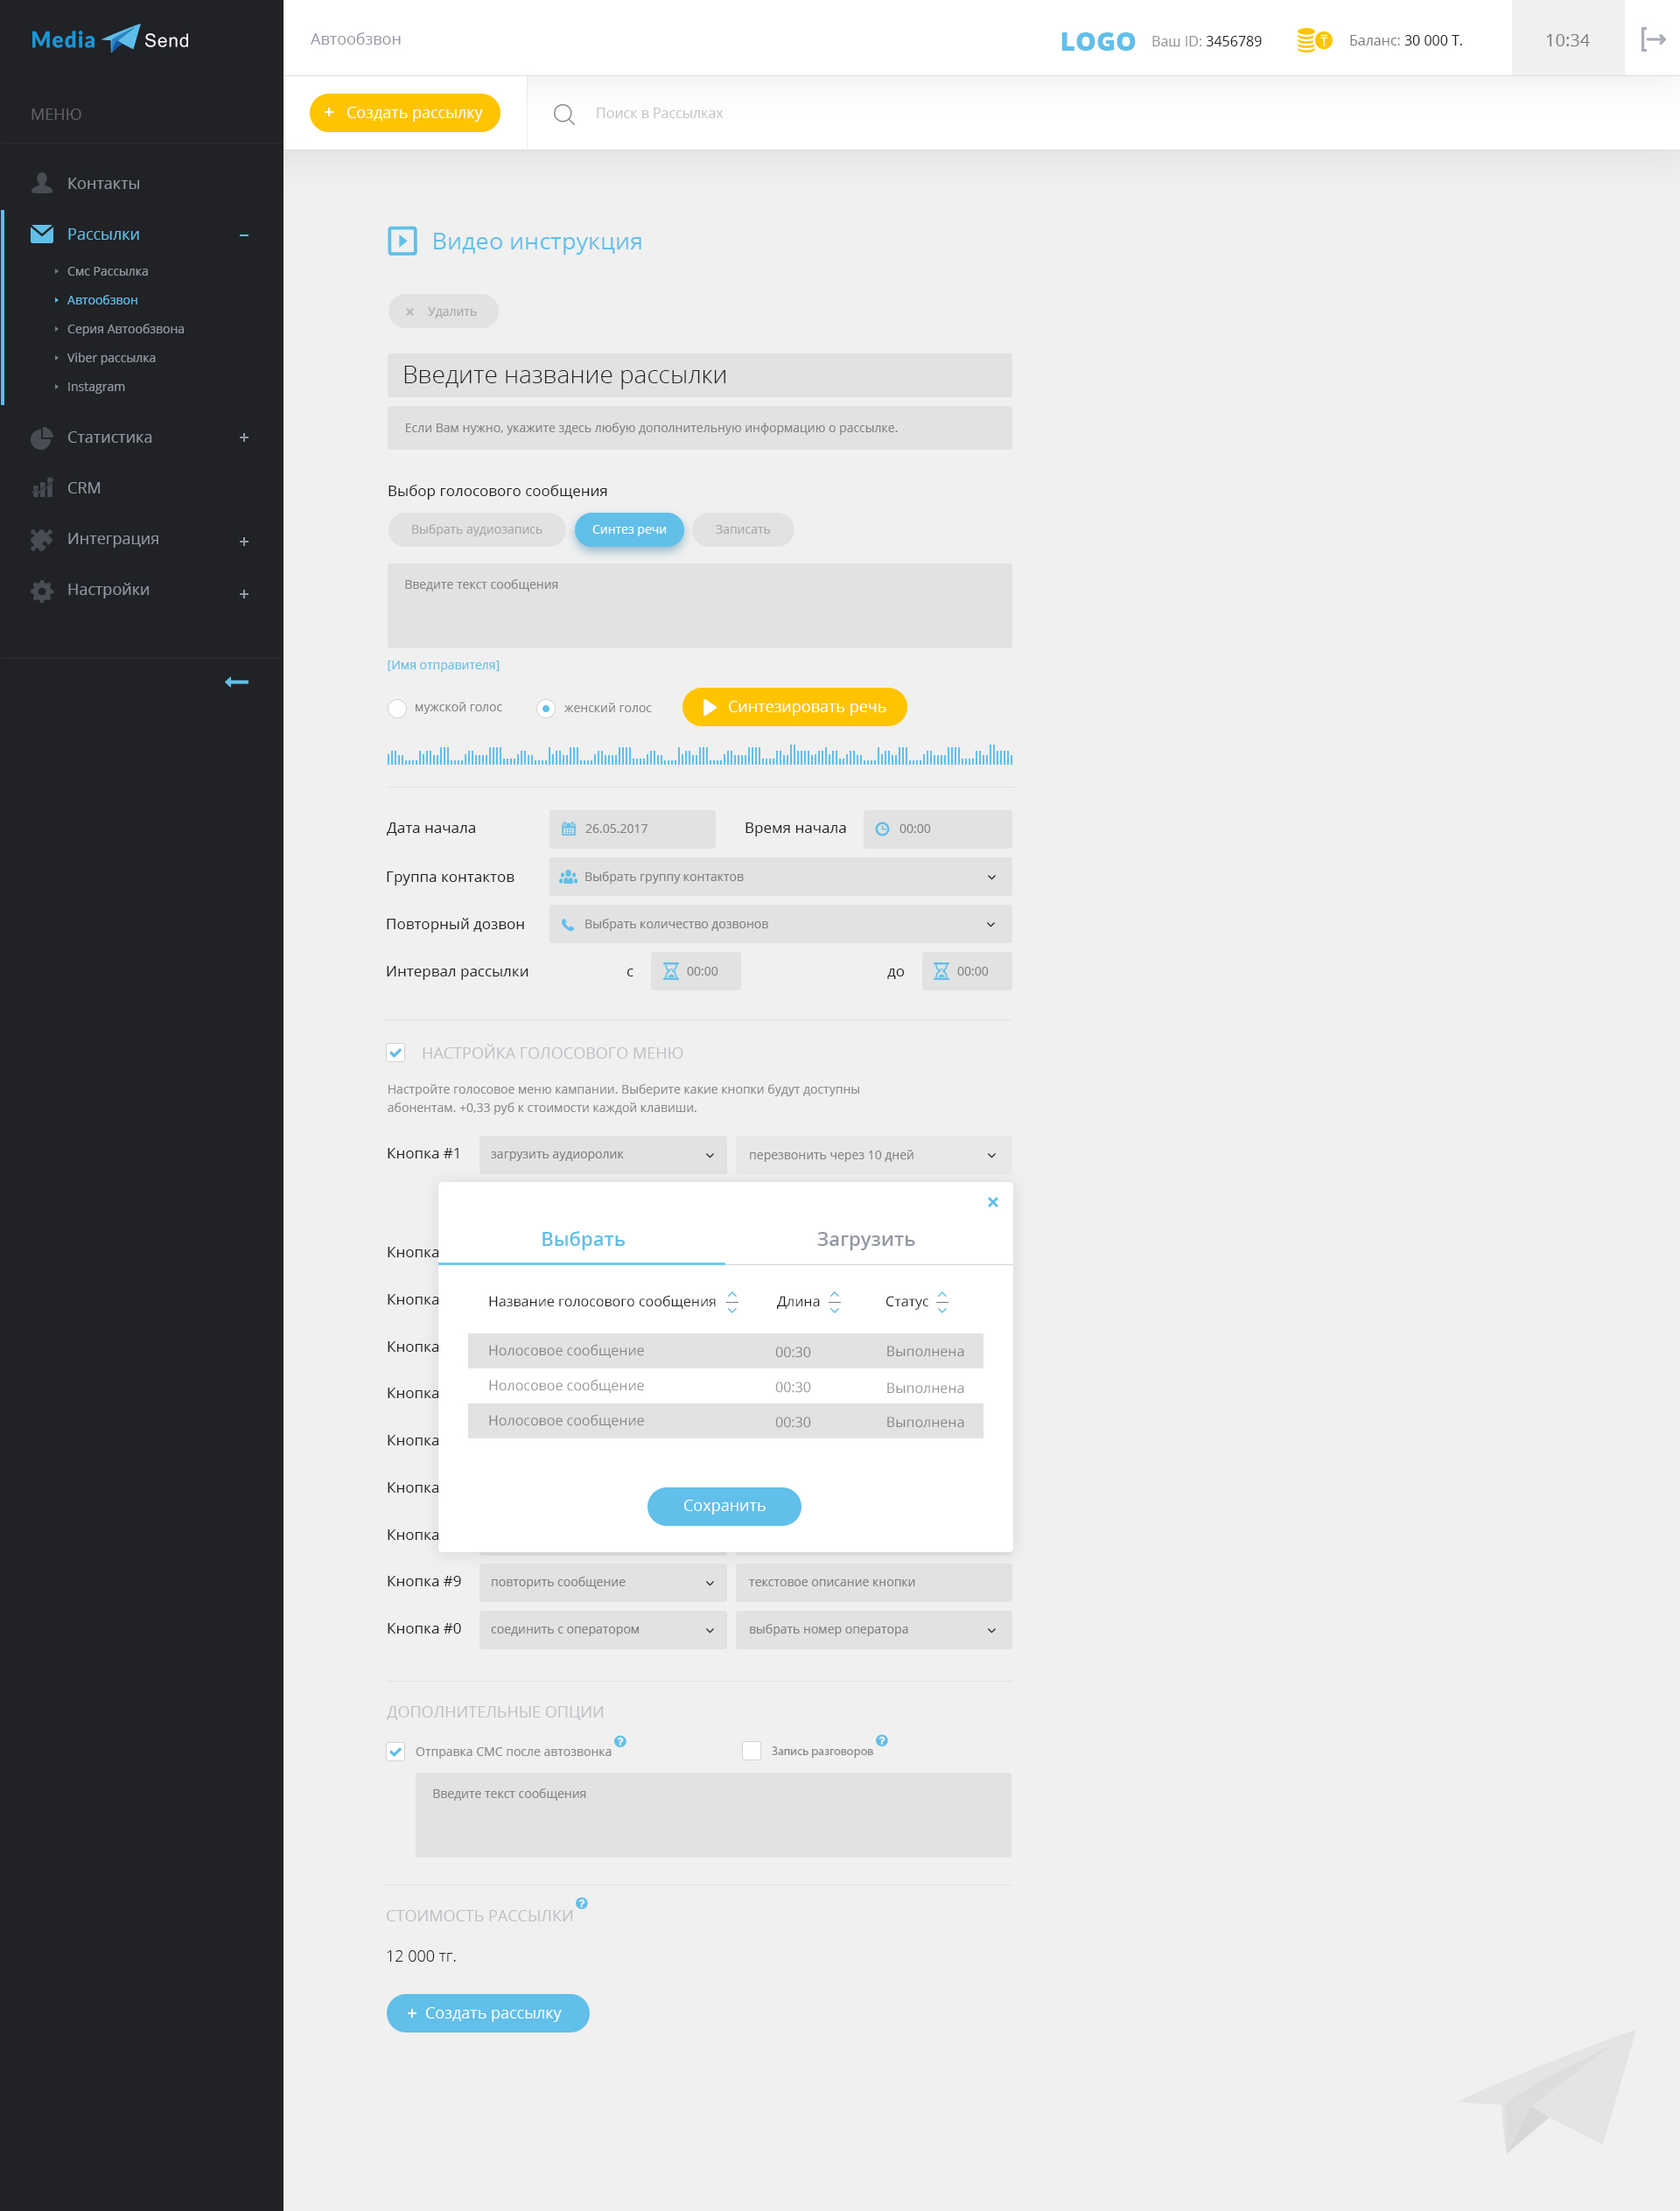 Media Send
Автообзвон
LOGO
Ваш ID: 3456789
₸
Баланс: 30 000 Т.
10:34
МЕНЮ
+ Создать рассылку
Поиск в Рассылках
Контакты
Рассылки
Смс Рассылка
Автообзвон
Серия Автообзвона
Viber рассылка
Instagram
Статистика
CRM
Интеграция
Настройки
Видео инструкция
× Удалить
Введите название рассылки
Если Вам нужно, укажите здесь любую дополнительную информацию о рассылке.
Выбор голосового сообщения
Выбрать аудиозапись
Синтез речи
Записать
Введите текст сообщения
[Имя отправителя]
мужской голос
женский голос
Синтезировать речь
Дата начала
26.05.2017
Время начала
00:00
Группа контактов
Выбрать группу контактов
Повторный дозвон
Выбрать количество дозвонов
Интервал рассылки
с
00:00
до
00:00
НАСТРОЙКА ГОЛОСОВОГО МЕНЮ
Настройте голосовое меню кампании. Выберите какие кнопки будут доступны
абонентам. +0,33 руб к стоимости каждой клавиши.
Кнопка #1
загрузить аудиоролик
перезвонить через 10 дней
Выбрать
Загрузить
Название голосового сообщения
Длина
Статус
Нолосовое сообщение
00:30
Выполнена
Нолосовое сообщение
00:30
Выполнена
Нолосовое сообщение
00:30
Выполнена
Сохранить
Кнопка
Кнопка
Кнопка
Кнопка
Кнопка
Кнопка
Кнопка
Кнопка #9
повторить сообщение
текстовое описание кнопки
Кнопка #0
соединить с оператором
выбрать номер оператора
ДОПОЛНИТЕЛЬНЫЕ ОПЦИИ
Отправка СМС после автозвонка ?
Запись разговоров ?
Введите текст сообщения
СТОИМОСТЬ РАССЫЛКИ ?
12 000 тг.
+ Создать рассылку